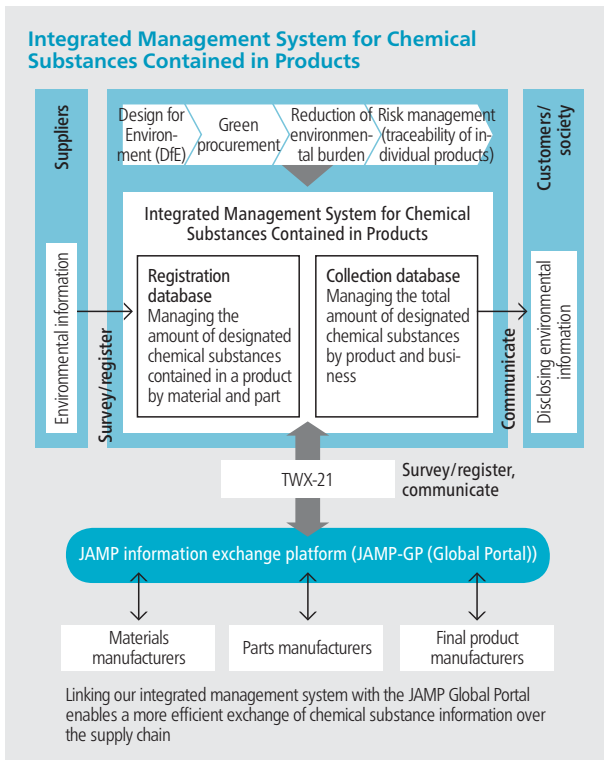 Integrated Management System for Chemical
Substances Contained in Products
Suppliers
Environmental information
Survey/register
Design for
Environ-
ment (DfE)
Green
procurement
Reduction of
environmen-
tal burden
Risk management
(traceability of in-
dividual products)
Integrated Management System for Chemical
Substances Contained in Products
Registration
database
Managing the
amount of designated
chemical substances
contained in a product
by material and part
Collection database
Managing the total
amount of designated
chemical substances
by product and busi-
ness
Communicate
Customers/
society
Disclosing environmental
information
TWX-21
Survey/register,
communicate
JAMP information exchange platform (JAMP-GP (Global Portal))
Materials
manufacturers
Parts manufacturers
Final product
manufacturers
Linking our integrated management system with the JAMP Global Portal
enables a more efficient exchange of chemical substance information over
the supply chain